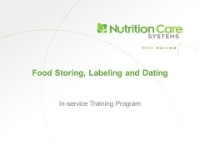 Nutrition Care
SYSTEMS
Food Storing, Labeling and Dating
In-service Training Program